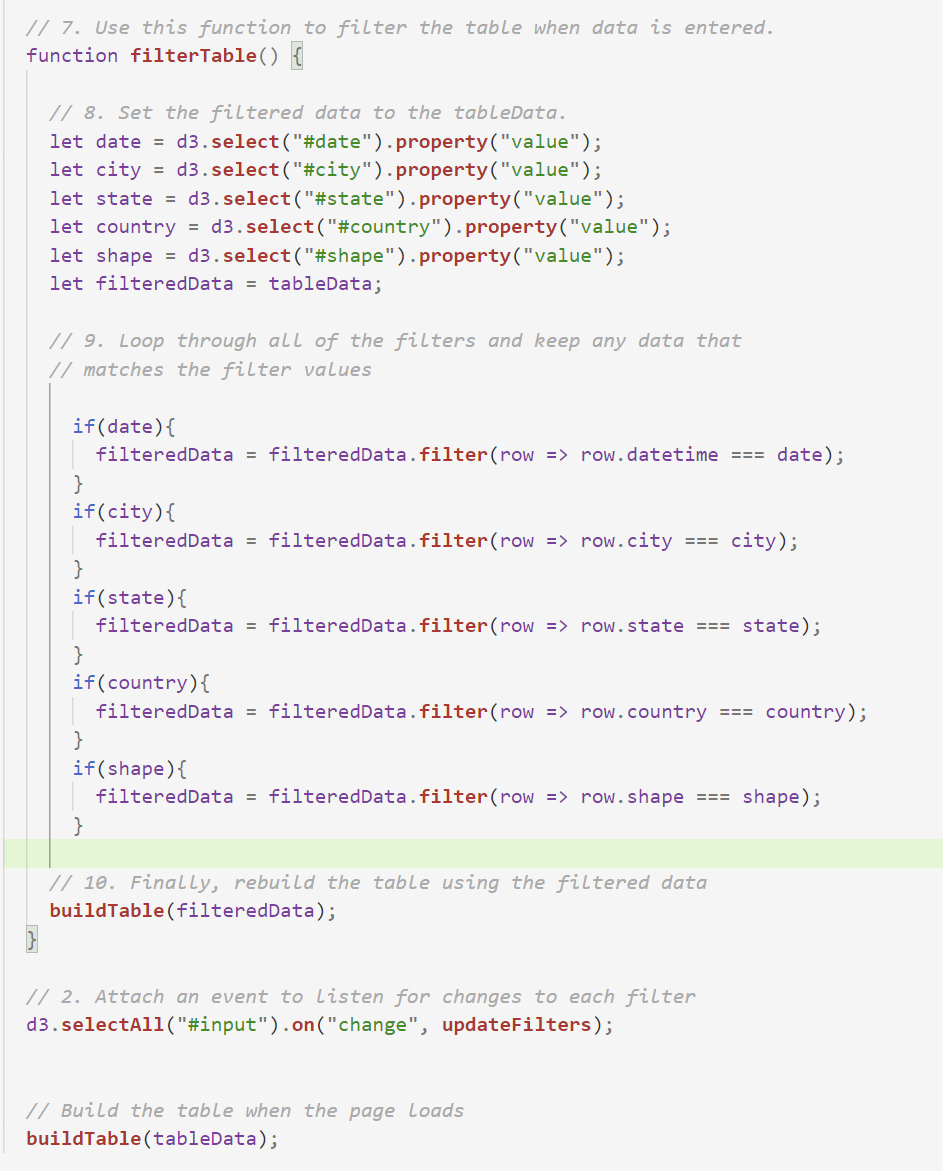 // 7. Use this function to filter the table when data is entered.
function filterTable() {
// 8. Set the filtered data to the tableData.
let date = d3.select("#date").property("value");
let city = d3.select("#city").property("value");
let state = d3.select("#state").property("value");
let country = d3.select("#country").property("value");
let shape = d3.select("#shape").property("value");
let filteredData = tableData;
// 9. Loop through all of the filters and keep any data that
// matches the filter values
if(date){
filteredData = filteredData.filter(row => row.datetime === date);
}
if(city){
filteredData = filteredData.filter(row => row.city === city);
}
if(state){
filteredData = filteredData.filter(row => row.state === state);
}
if(country){
filteredData = filteredData.filter(row => row.country === country);
}
if(shape){
filteredData = filteredData.filter(row => row.shape === shape);
}
// 10. Finally, rebuild the table using the filtered data
buildTable(filteredData);
}
// 2. Attach an event to listen for changes to each filter
d3.selectAll("#input").on("change", updateFilters);
// Build the table when the page loads
buildTable(tableData);